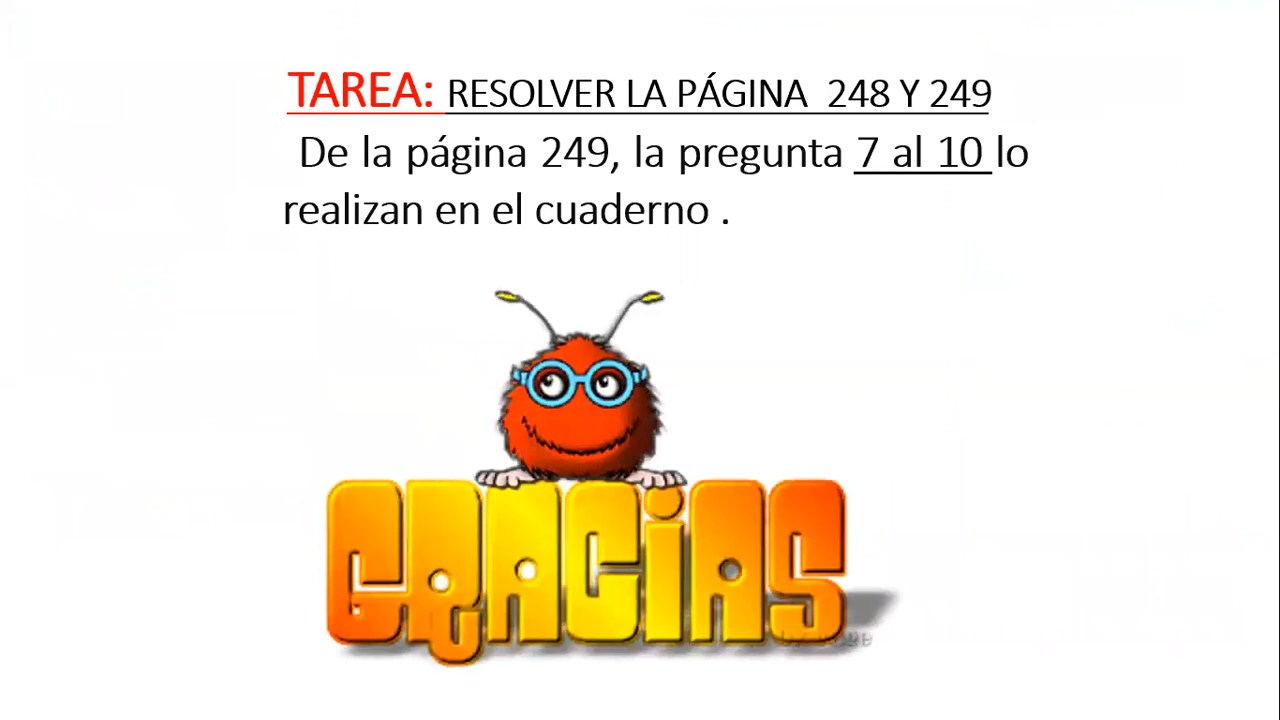 TAREA: RESOLVER LA PÁGINA 248 Y 249
De la página 249, la pregunta 7 al 10 lo
realizan en el cuaderno .
GRACiAS